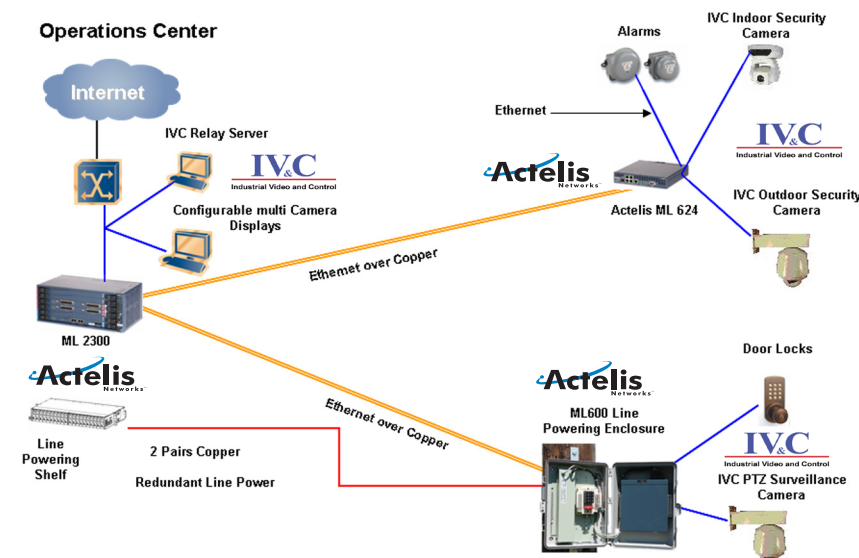 Operations Center
Internet
IVC Relay Server
IV&C
Industrial Video and Control
Configurable multi Camera
Displays
ML 2300
Actelis
Networks
Line
Powering
Shelf
2 Pairs Copper
Redundant Line Power
Ethernet over Copper
Ethernet over Copper
Alarms
IVC Indoor Security
Camera
Ethernet
Actelis
Networks
Actelis ML 624
IV&C
Industrial Video and Control
IVC Outdoor Security
Camera
Actelis
Networks
ML600 Line
Powering Enclosure
Door Locks
IV&C
Industrial Video and Control
IVC PTZ Surveillance
Camera